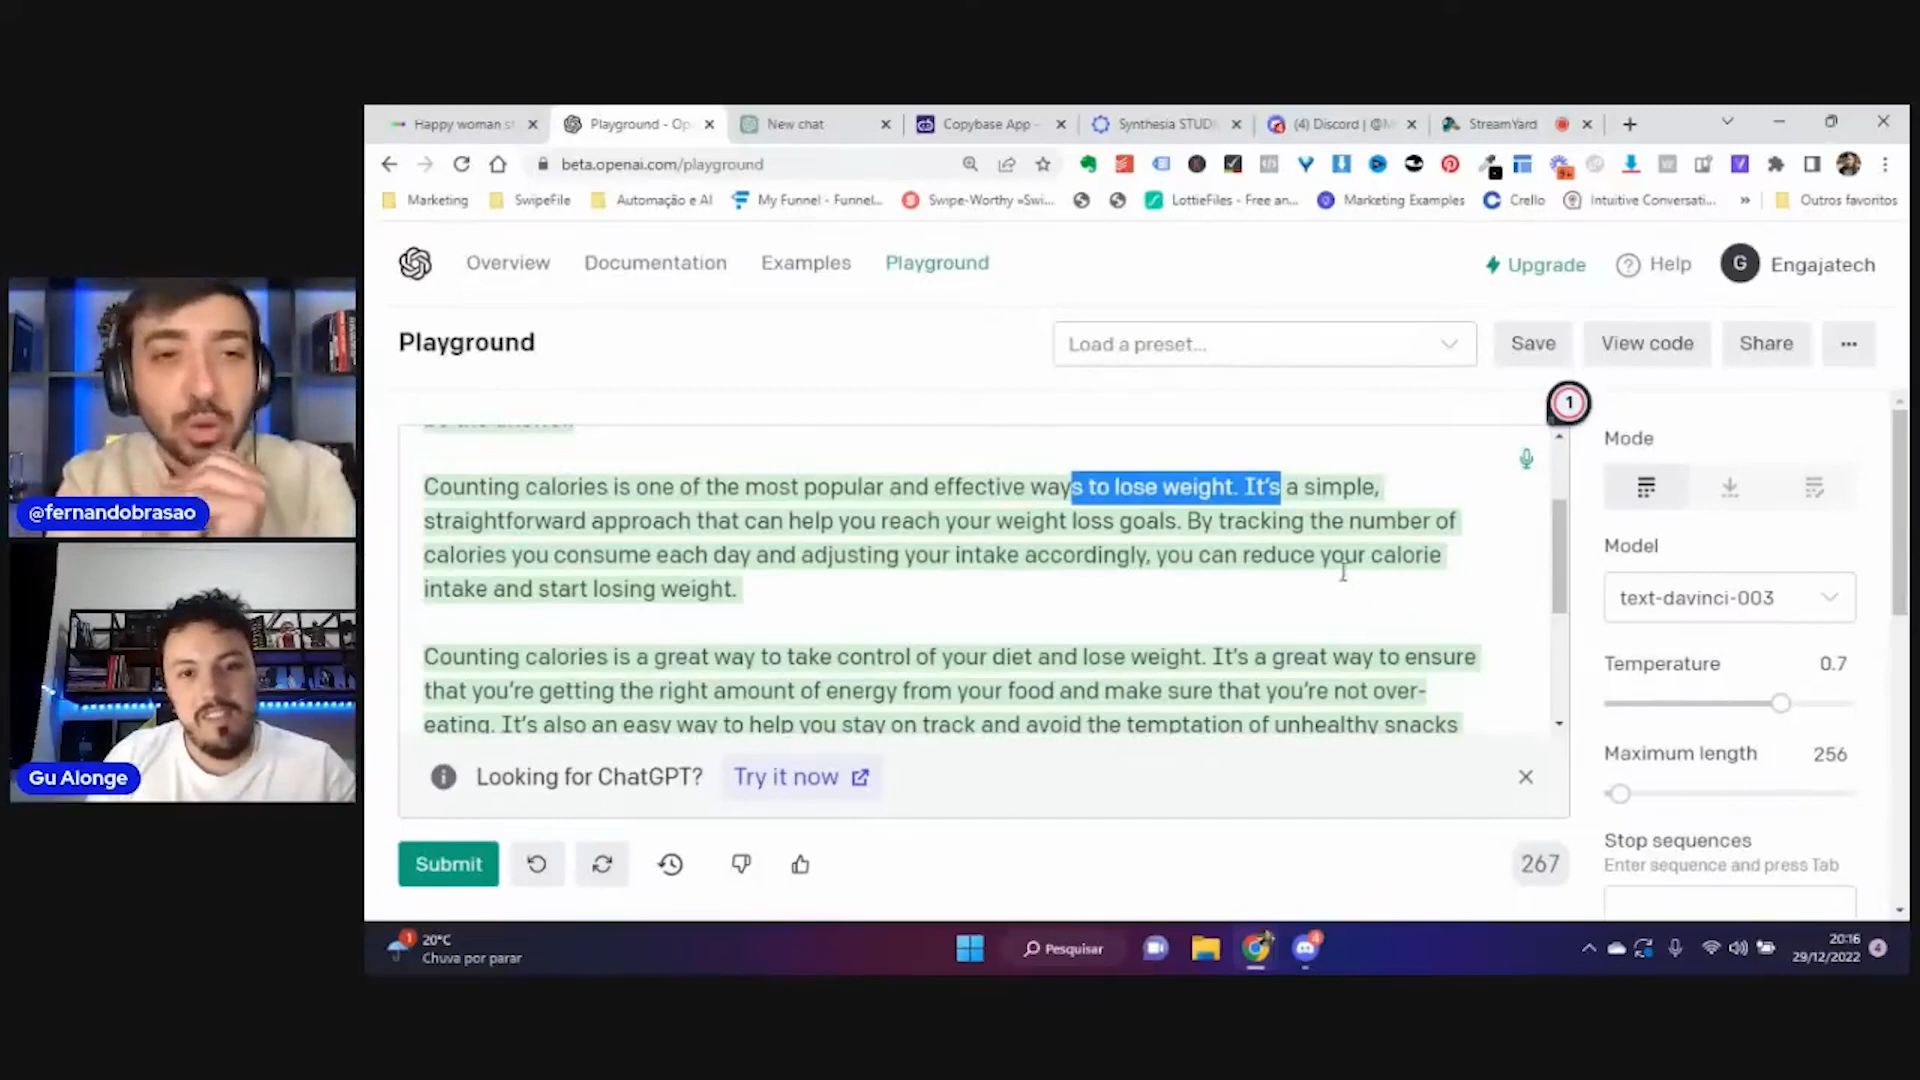 Happy woman s
Playground - Op
New chat
Copybase App -
Synthesia STUD
(4) Discord | @M
StreamYard
beta.openai.com/playground
Marketing
SwipeFile
Automação e AI
My Funnel - Funnel...
Swipe-Worthy »Swi...
LottieFiles - Free an...
Marketing Examples
Crello
Intuitive Conversati...
»
Outros favoritos
Overview
Documentation
Examples
Playground
Upgrade
Help
G
Engajatech
Playground
Load a preset...
Save
View code
Share
...
1
Counting calories is one of the most popular and effective ways to lose weight. It's a simple,
straightforward approach that can help you reach your weight loss goals. By tracking the number of
calories you consume each day and adjusting your intake accordingly, you can reduce your calorie
intake and start losing weight.
Counting calories is a great way to take control of your diet and lose weight. It's a great way to ensure
that you're getting the right amount of energy from your food and make sure that you're not over-
eating. It's also an easy way to help you stay on track and avoid the temptation of unhealthy snacks
Looking for ChatGPT?
Try it now
Submit
267
Mode
Model
text-davinci-003
Temperature
0.7
Maximum length
256
Stop sequences
Enter sequence and press Tab
@fernandobrasao
Gu Alonge
1
20°C
Chuva por parar
Pesquisar
4
20:16
29/12/2022
4